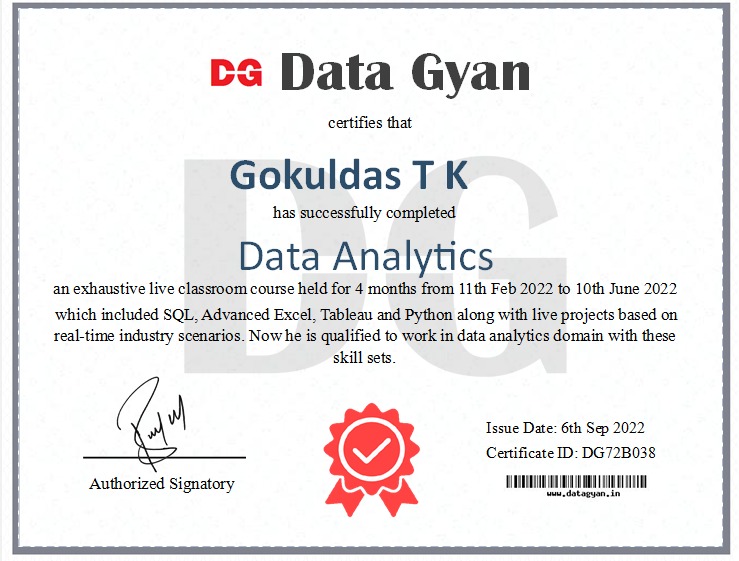 DG Data Gyan
certifies that
Gokuldas T K
has successfully completed
Data Analytics
an exhaustive live classroom course held for 4 months from 11th Feb 2022 to 10th June 2022
which included SQL, Advanced Excel, Tableau and Python along with live projects based on
real-time industry scenarios. Now he is qualified to work in data analytics domain with these
skill sets.
DG
Authorized Signatory
Issue Date: 6th Sep 2022
Certificate ID: DG72B038
www.datagyan.in